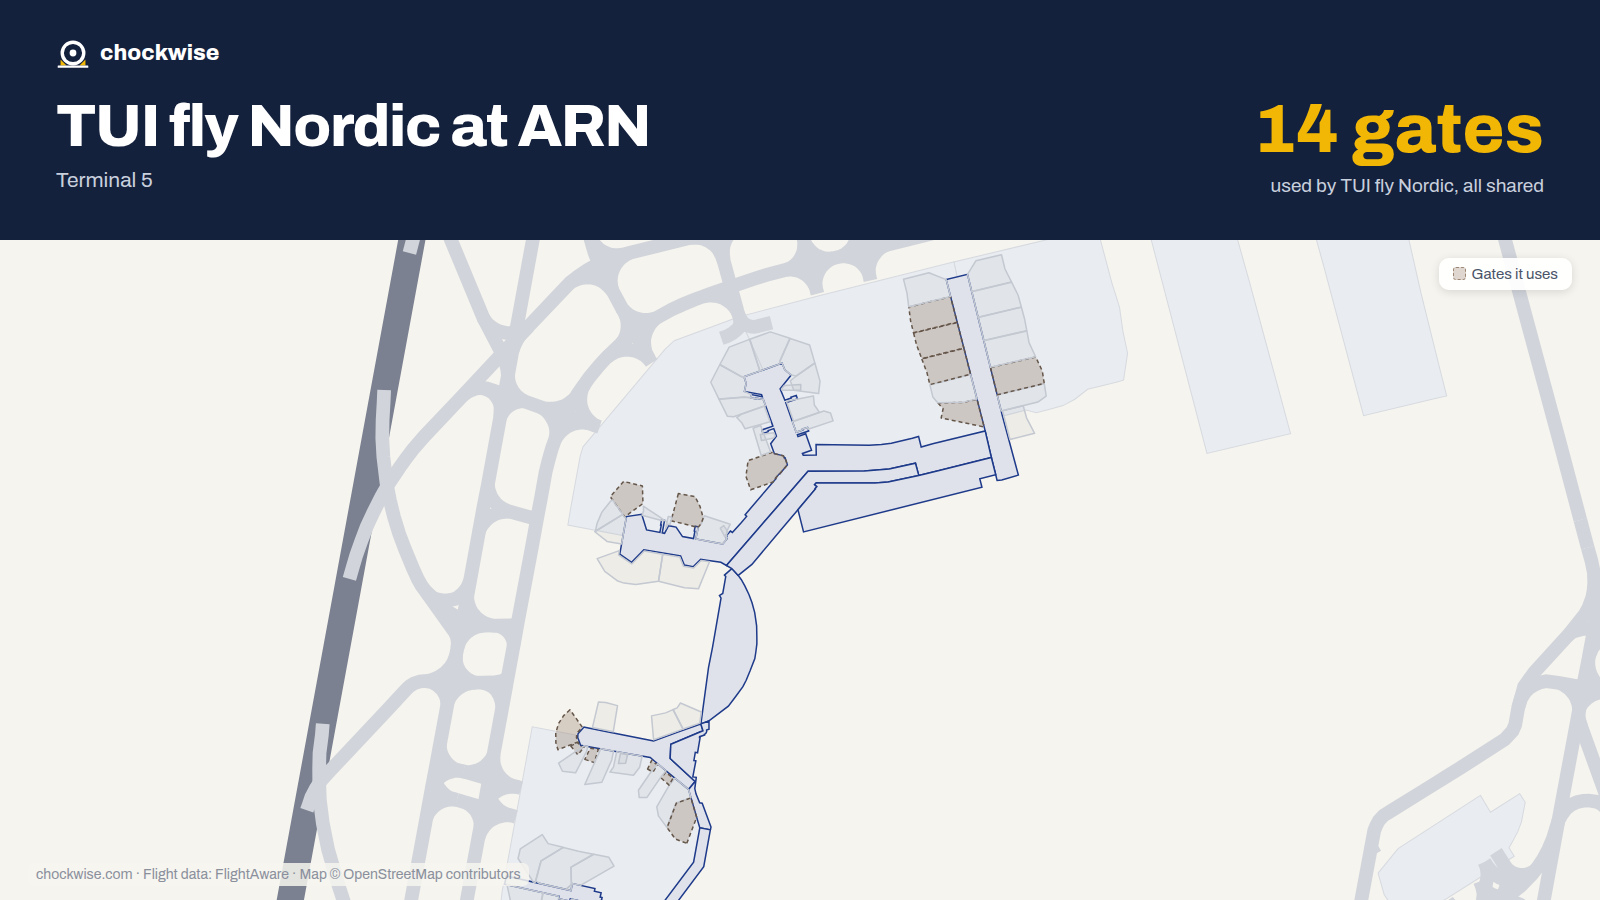 chockwise
TUI fly Nordic at ARN
Terminal 5
14 gates
used by TUI fly Nordic, all shared
Gates it uses
chockwise.com · Flight data: FlightAware · Map © OpenStreetMap contributors